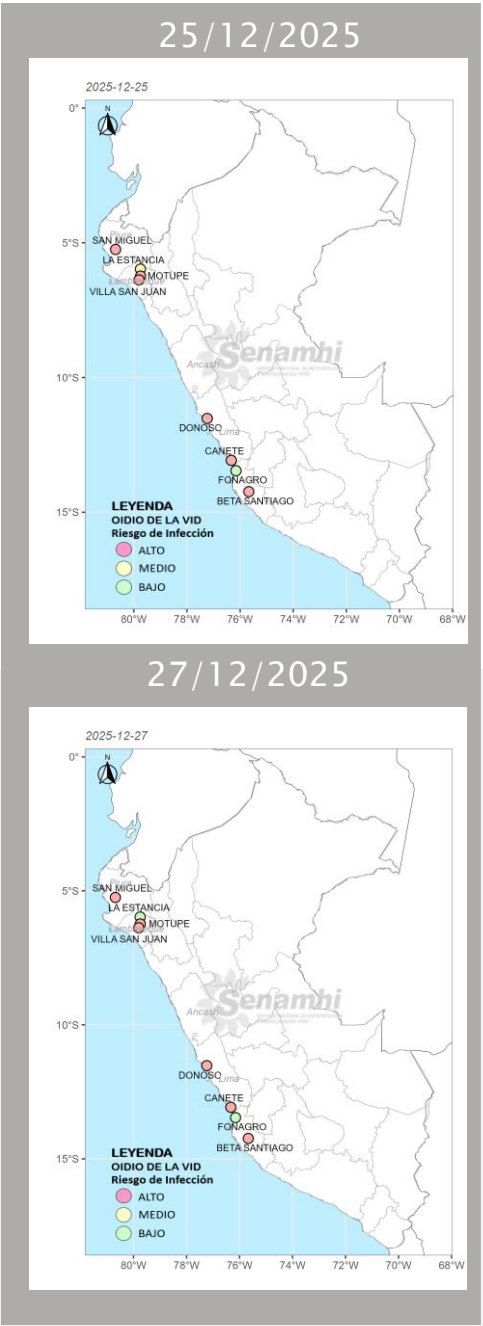 25/12/2025
2025-12-25
N
0°
5°S
10°S
15°S
Piura
SAN MIGUEL
LA ESTANCIA
MOTUPE
VILLA SAN JUAN
Senamhi
Ancash
DONOSO
Lima
CANETE
FONAGRO
BETA SANTIAGO
LEYENDA
OIDIO DE LA VID
Riesgo de Infección
ALTO
MEDIO
BAJO
80°W 78°W 76°W 74°W 72°W 70°W 68°W
27/12/2025
2025-12-27
N
0°
5°S
10°S
15°S
Piura
SAN MIGUEL
LA ESTANCIA
MOTUPE
VILLA SAN JUAN
Senamhi
Ancash
DONOSO
Lima
CANETE
FONAGRO
BETA SANTIAGO
LEYENDA
OIDIO DE LA VID
Riesgo de Infección
ALTO
MEDIO
BAJO
80°W 78°W 76°W 74°W 72°W 70°W 68°W